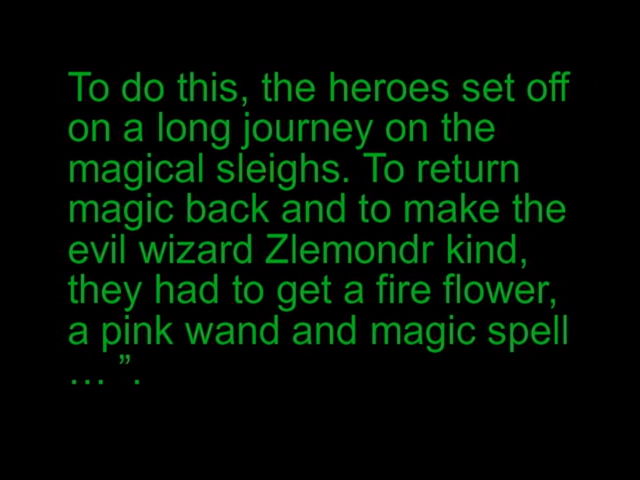 To do this, the heroes set off
on a long journey on the
magical sleighs. To return
magic back and to make the
evil wizard Zlemondr kind,
they had to get a fire flower,
a pink wand and magic spell
… ”.